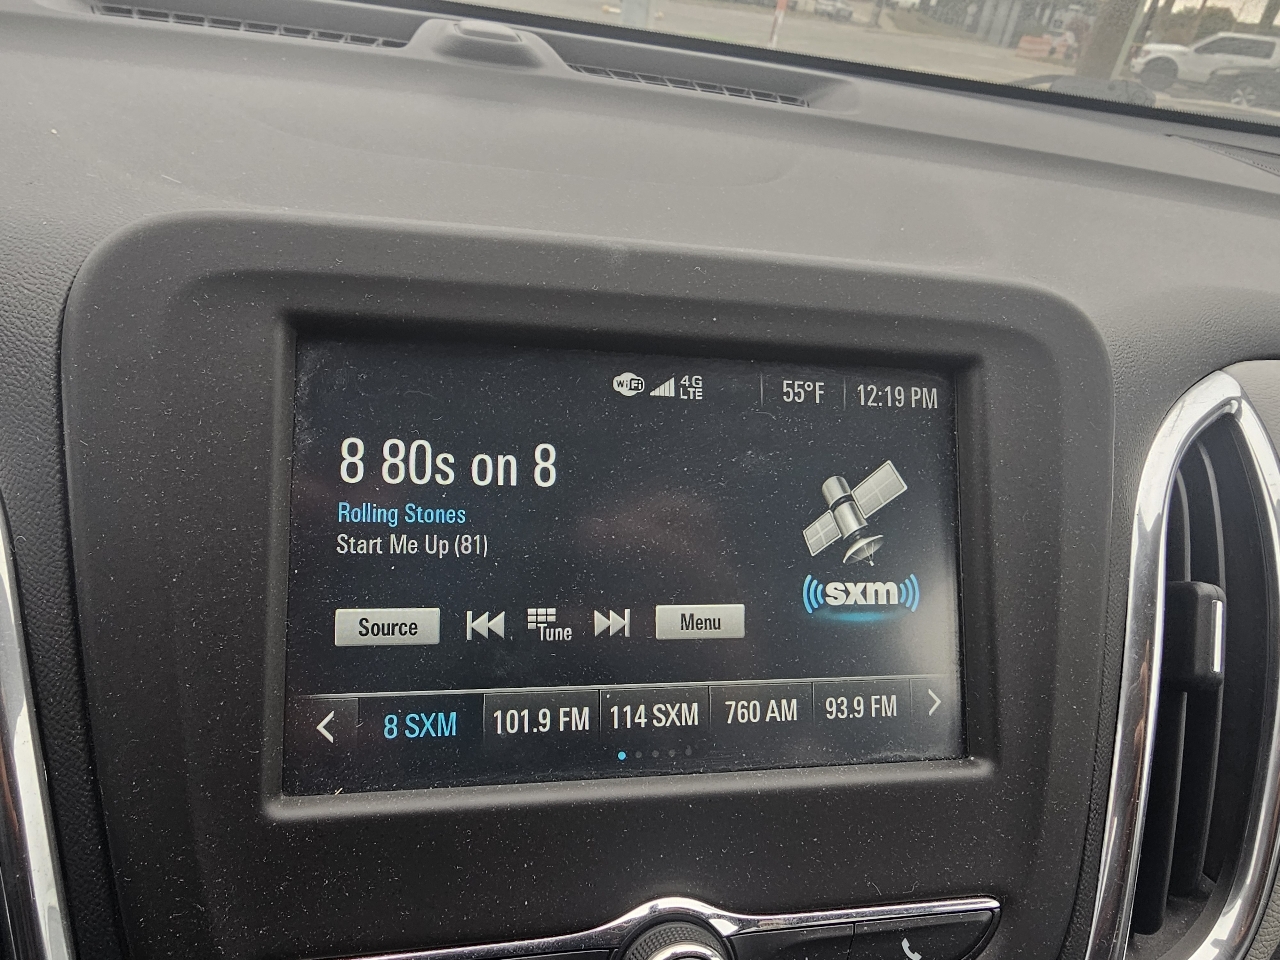 WiFi 4G LTE 55°F 12:19 PM
8 80s on 8
Rolling Stones
Start Me Up (81)
sxm
Source Tune Menu
8 SXM 101.9 FM 114 SXM 760 AM 93.9 FM